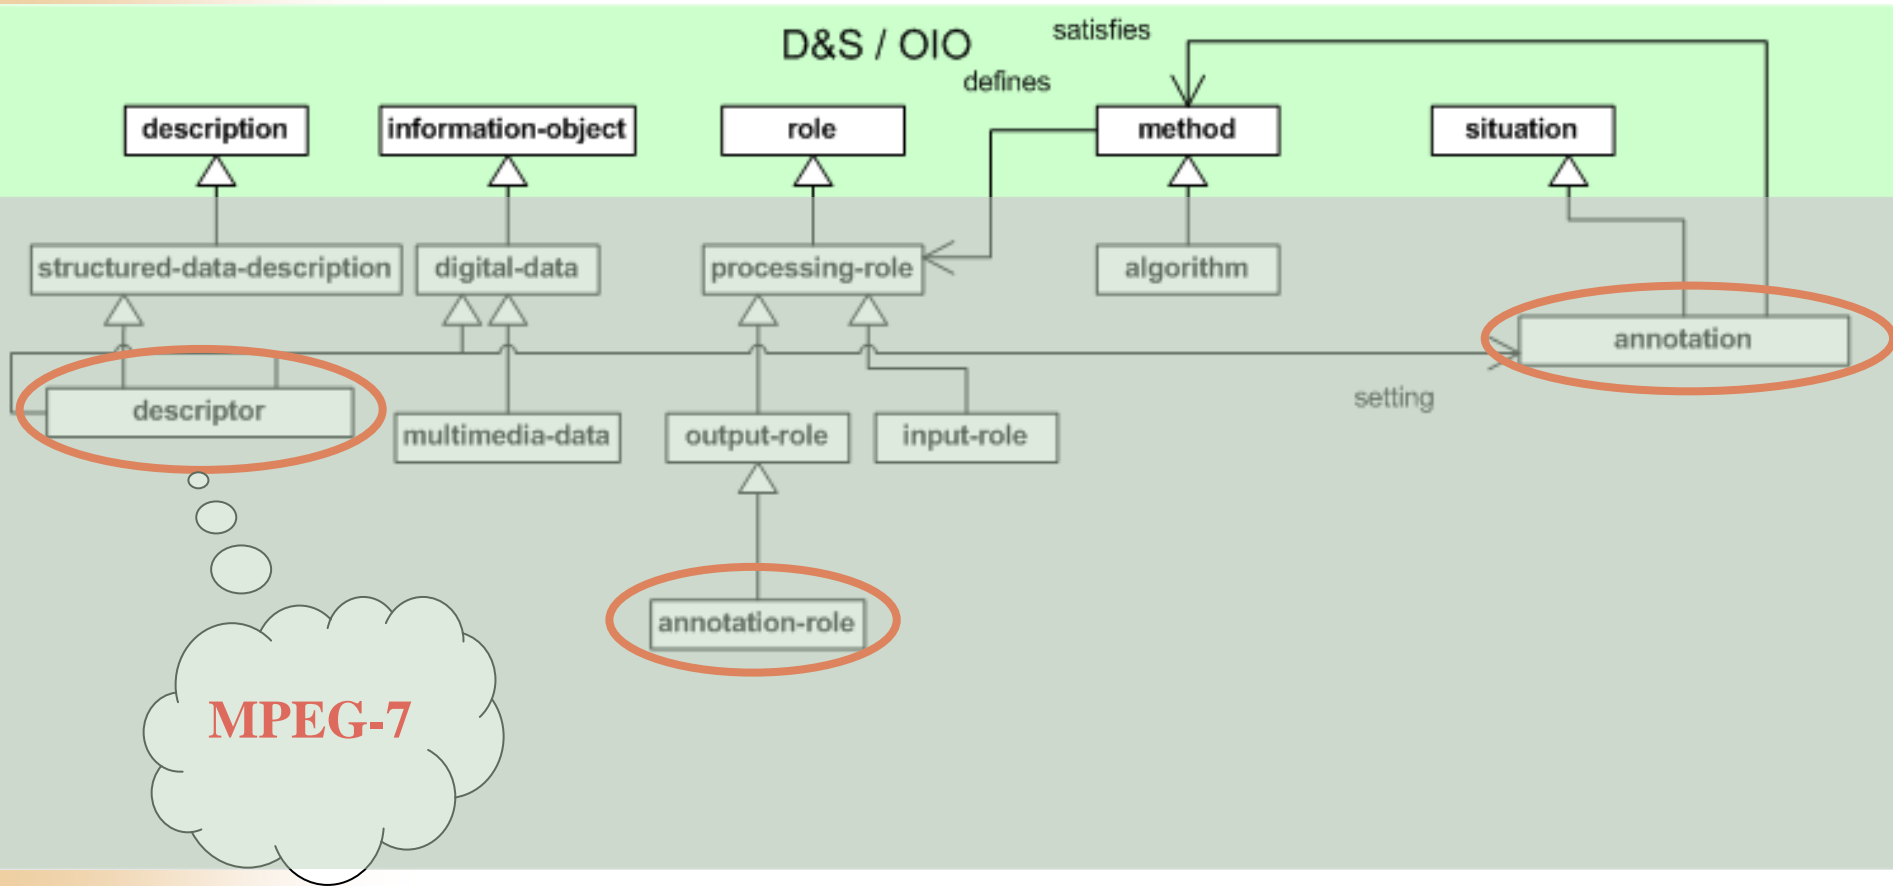 D&S / OIO
satisfies
defines
description
information-object
role
method
situation
structured-data-description
digital-data
processing-role
algorithm
annotation
setting
descriptor
multimedia-data
output-role
input-role
annotation-role
MPEG-7